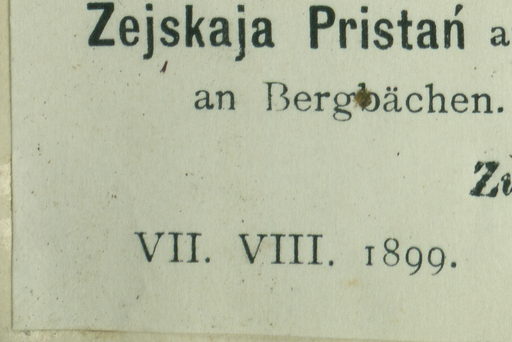 Zejskaja Pristań a
an Bergbächen.
VII. VIII. 1899.